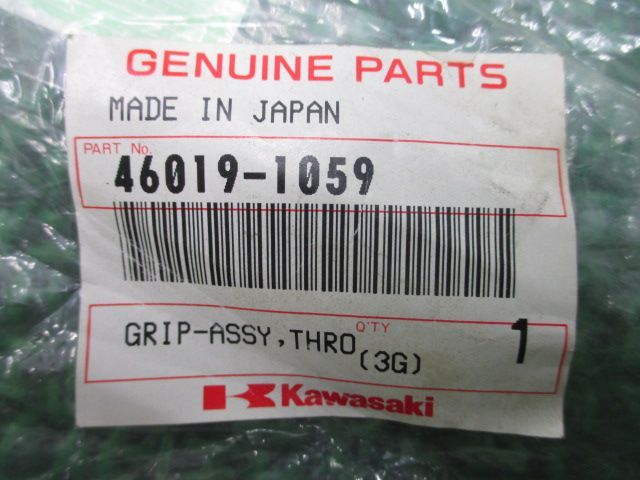 GENUINE PARTS
MADE IN JAPAN
PART No.
46019-1059
GRIP-ASSY,THRO Q'TY 1
(3G)
Kawasaki